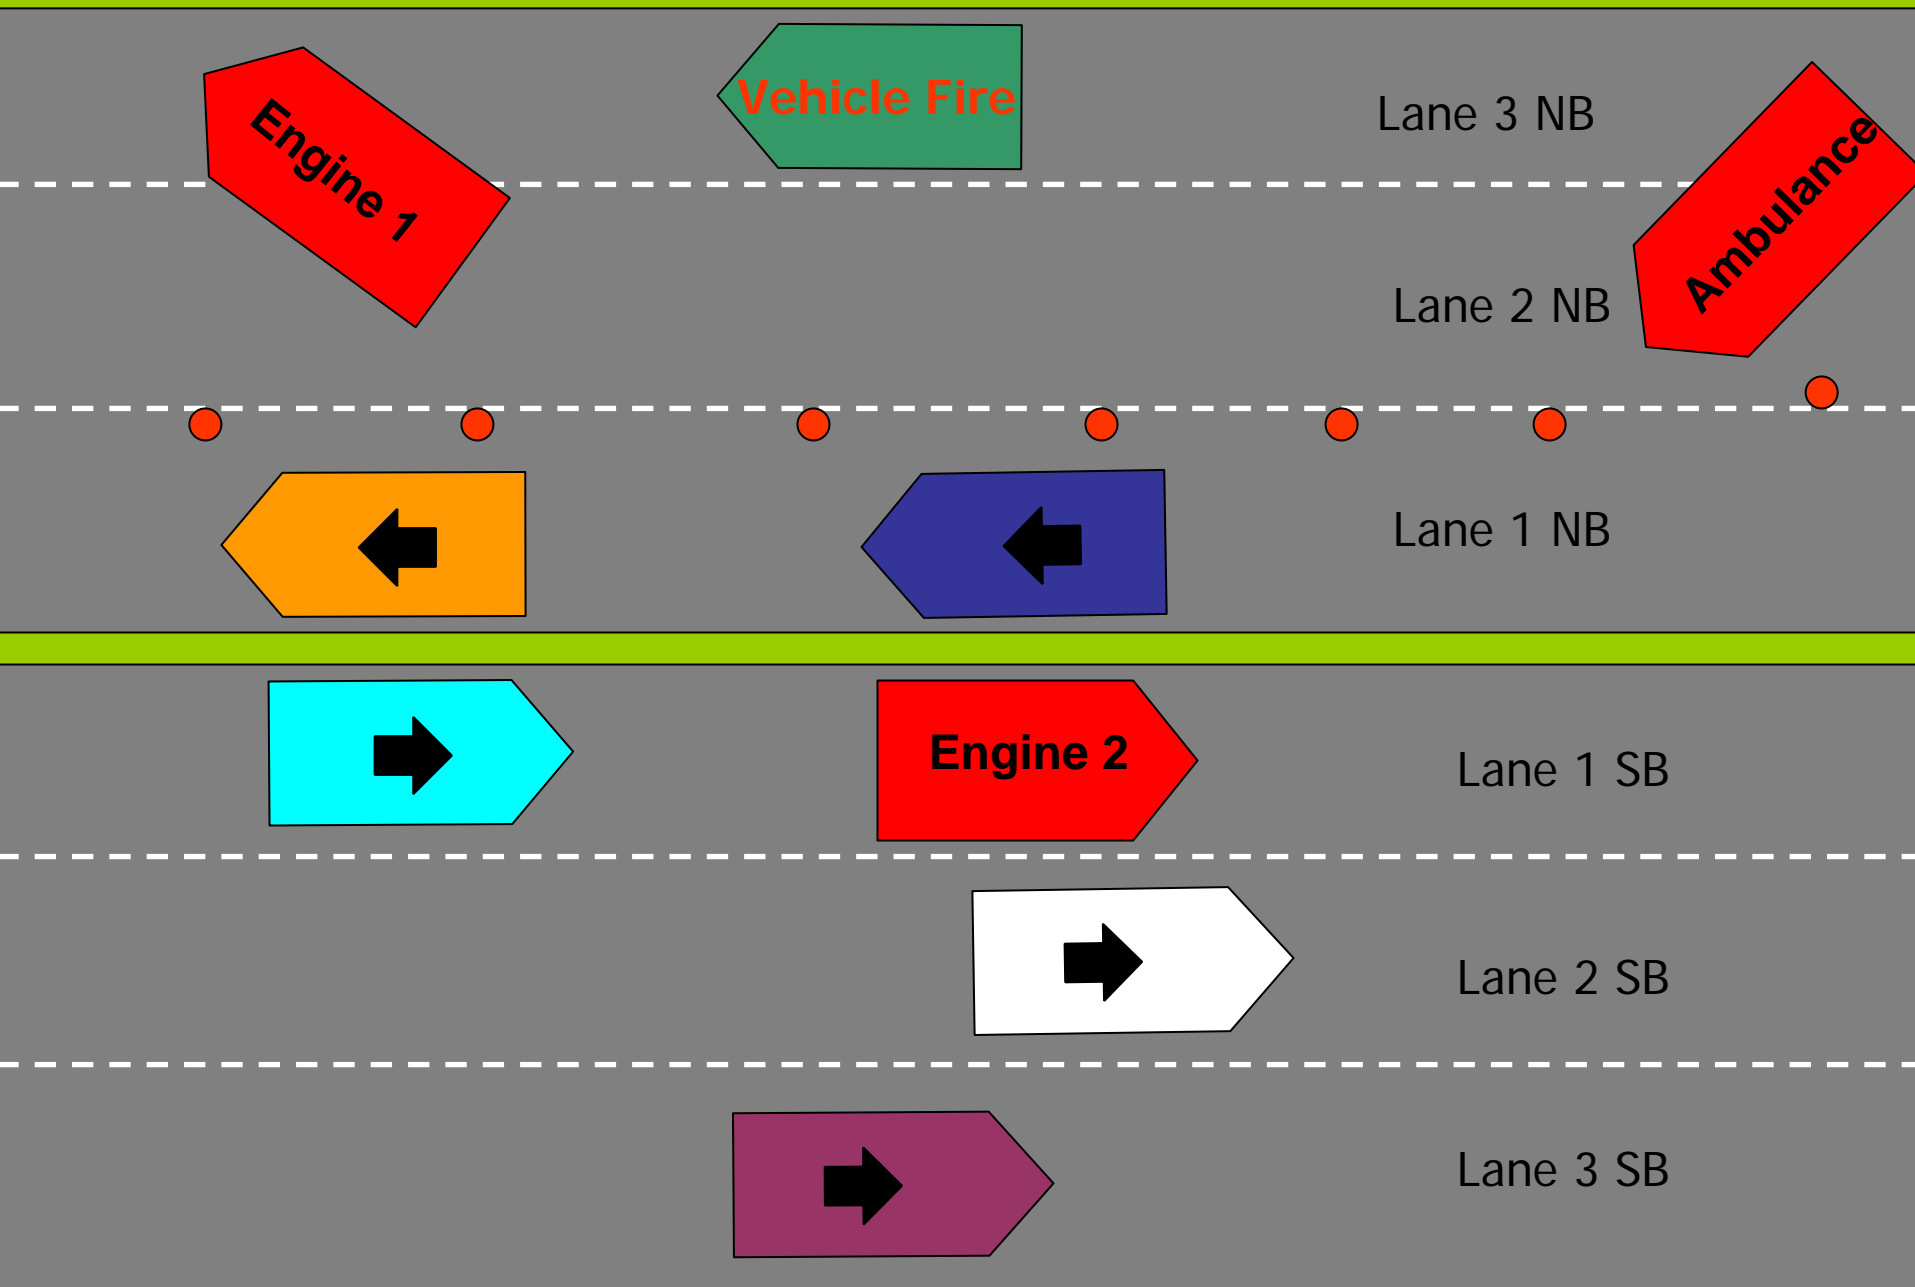 Vehicle Fire
Engine 1
Lane 3 NB
Ambulance
Lane 2 NB
Lane 1 NB
Engine 2
Lane 1 SB
Lane 2 SB
Lane 3 SB